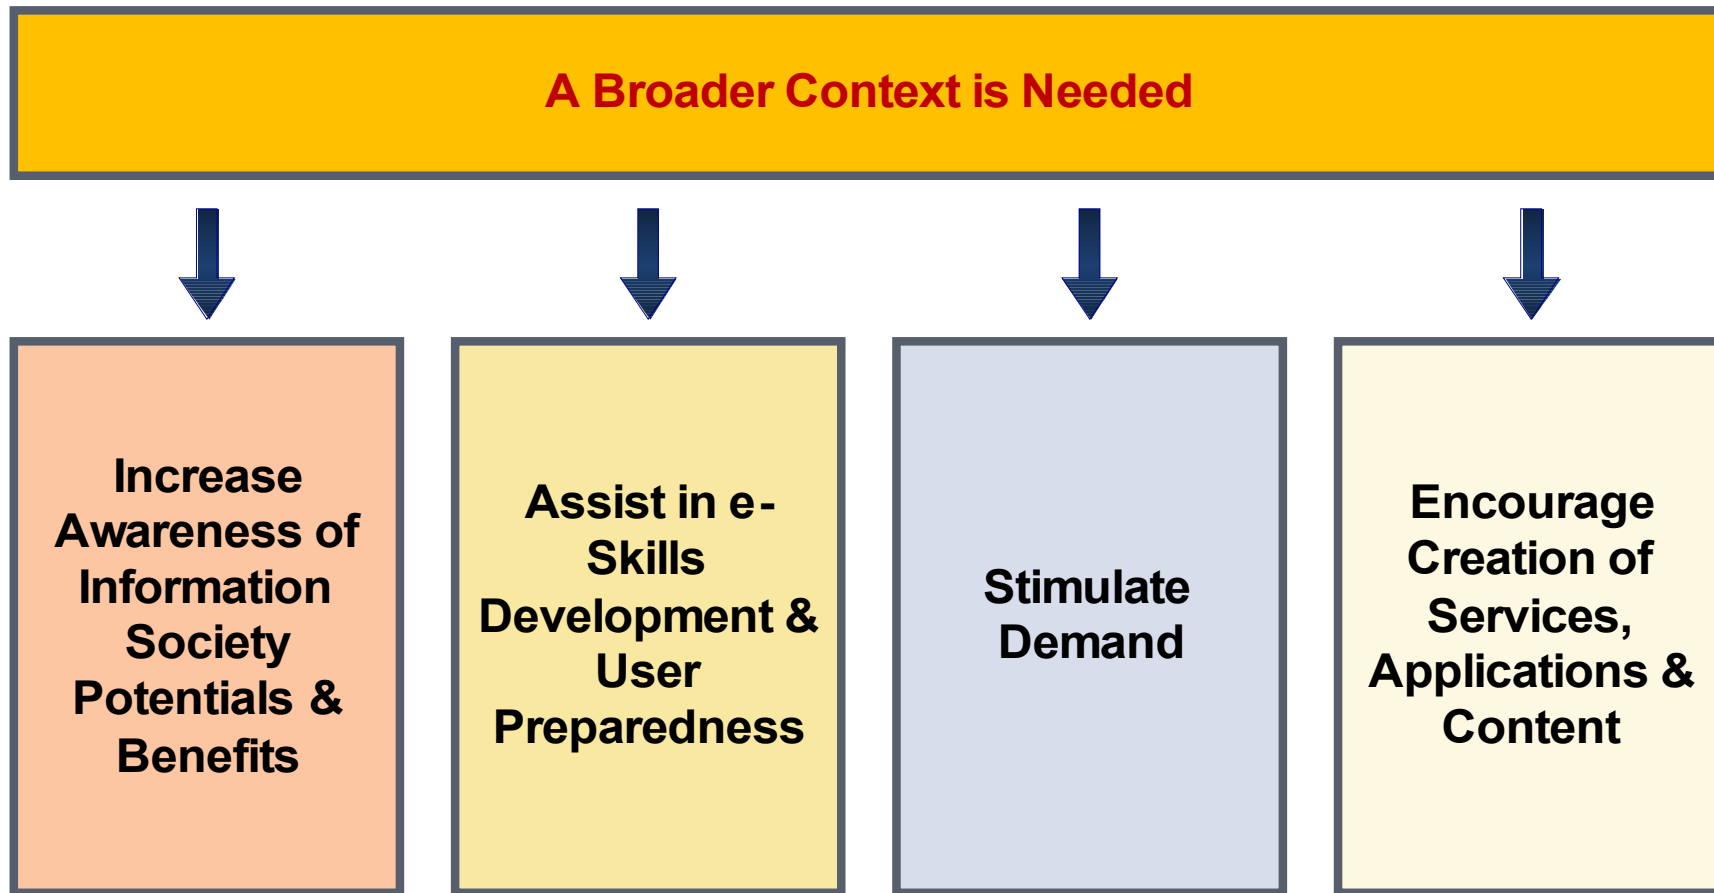 A Broader Context is Needed
Increase
Awareness of
Information
Society
Potentials &
Benefits
Assist in e-
Skills
Development &
User
Preparedness
Stimulate
Demand
Encourage
Creation of
Services,
Applications &
Content